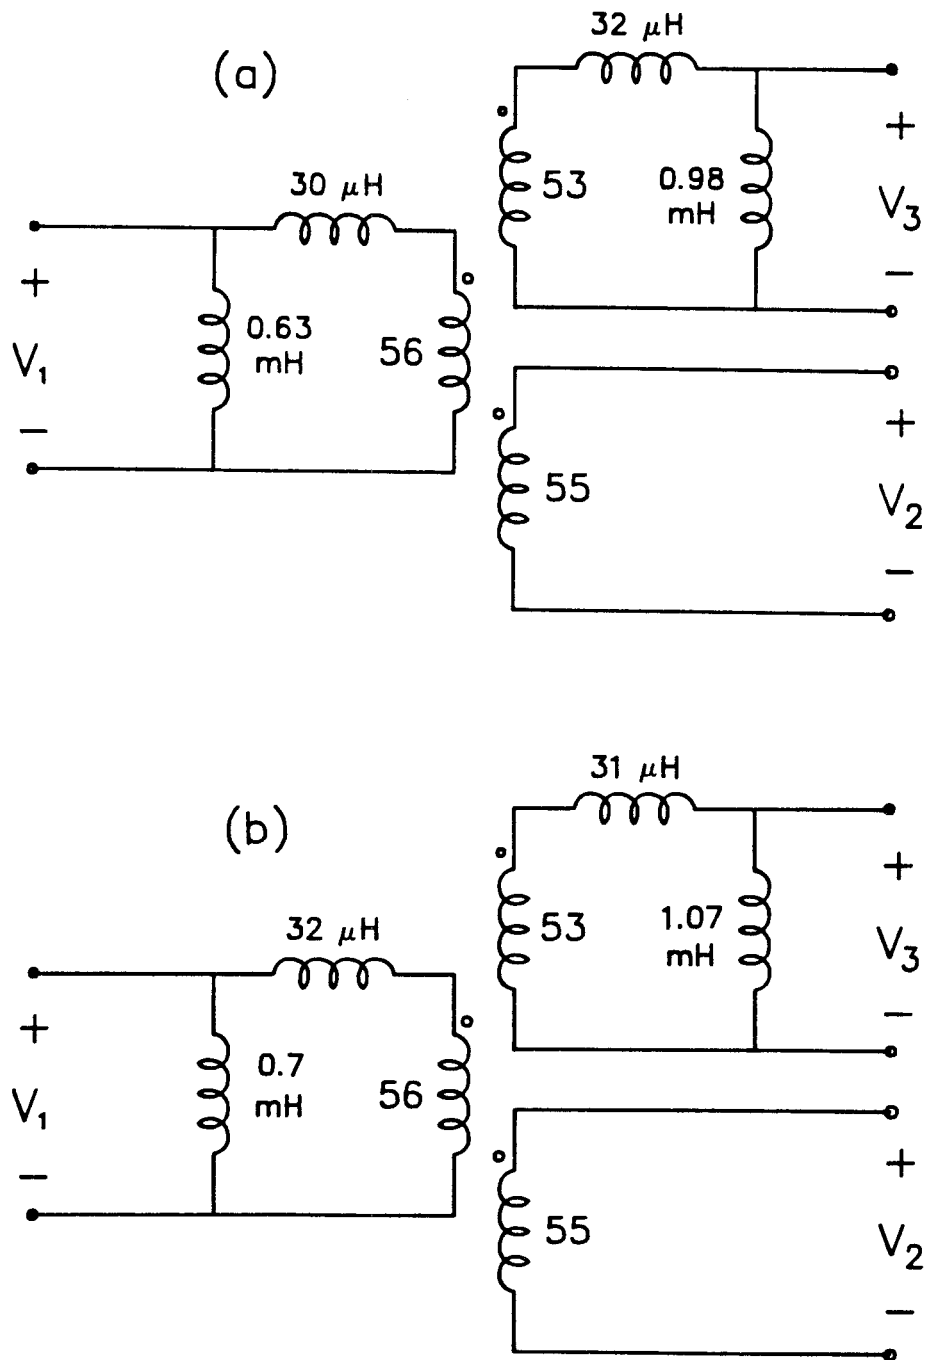 (a)
32 μH
+
53
0.98
mH
V3
−
30 μH
+
0.63
mH
56
V1
−
+
55
V2
−
(b)
31 μH
+
53
1.07
mH
V3
−
32 μH
+
0.7
mH
56
V1
−
+
55
V2
−